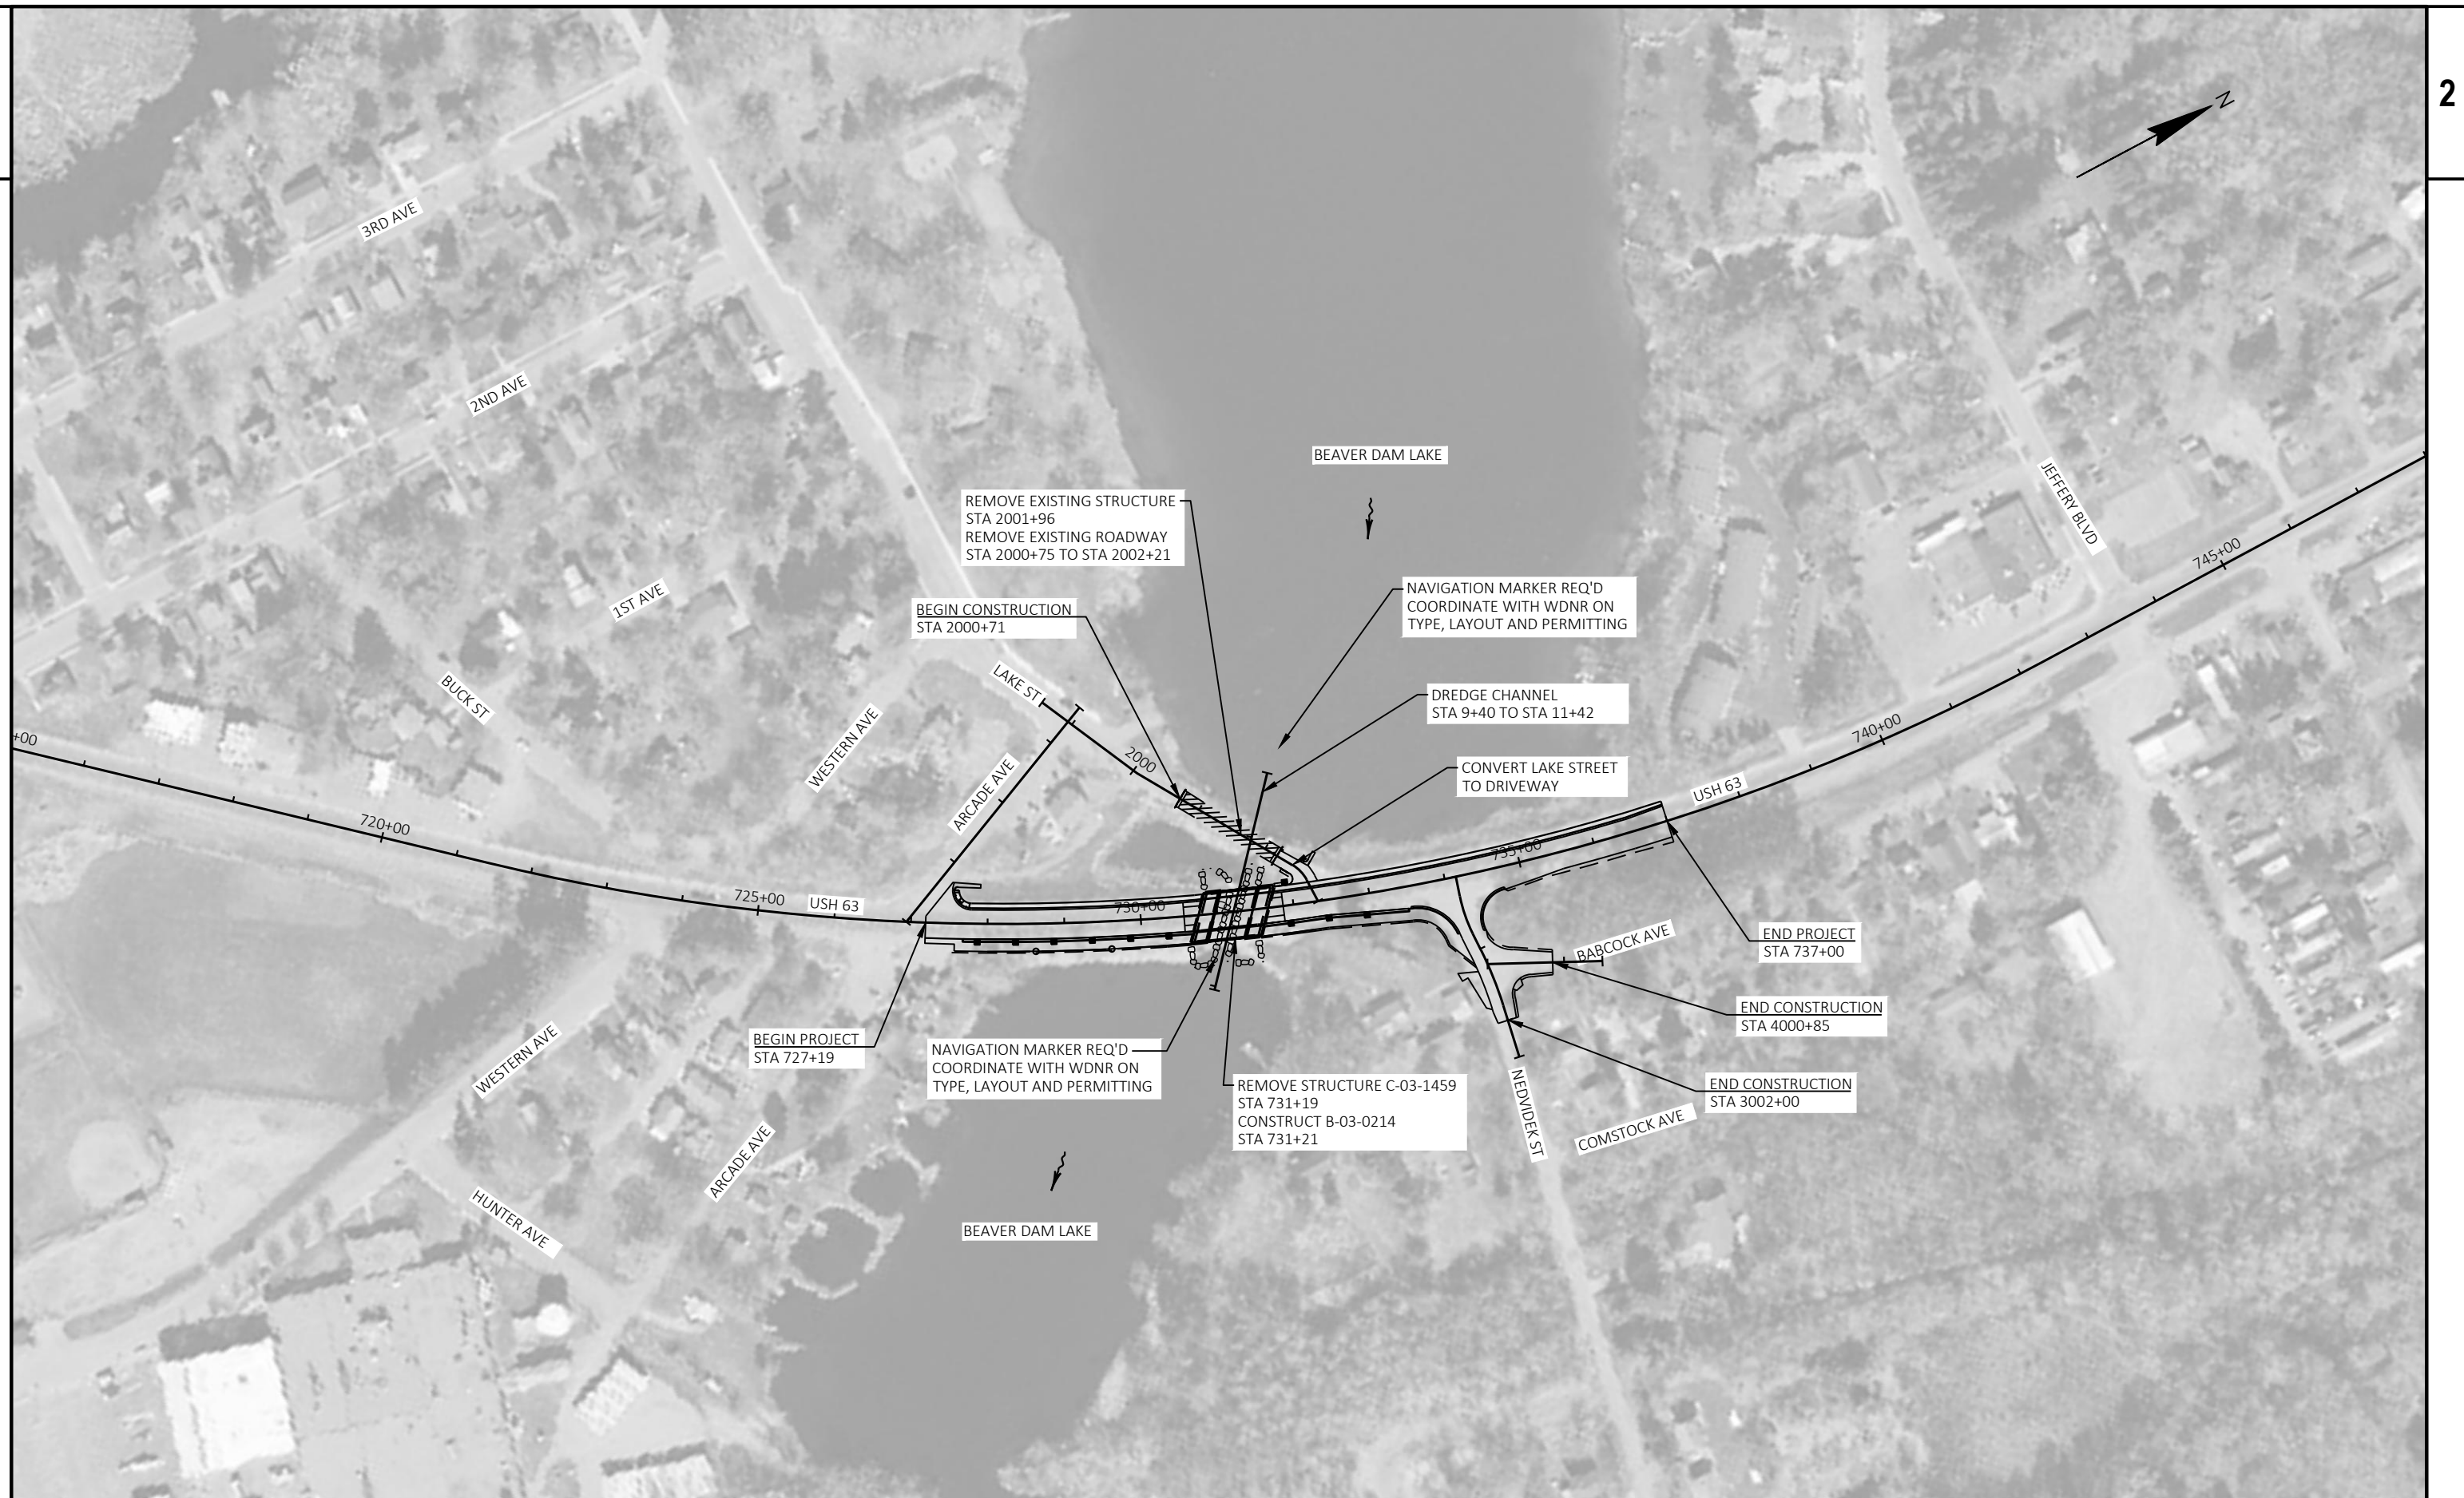 2
N
3RD AVE
2ND AVE
BEAVER DAM LAKE
REMOVE EXISTING STRUCTURE
STA 2001+96
REMOVE EXISTING ROADWAY
STA 2000+75 TO STA 2002+21
JEFFERY BLVD
745+00
1ST AVE
BEGIN CONSTRUCTION
STA 2000+71
NAVIGATION MARKER REQ'D
COORDINATE WITH WDNR ON
TYPE, LAYOUT AND PERMITTING
BUCK ST
LAKE ST
WESTERN AVE
DREDGE CHANNEL
STA 9+40 TO STA 11+42
+00
740+00
2000
CONVERT LAKE STREET
TO DRIVEWAY
ARCADE AVE
USH 63
720+00
735+00
725+00
USH 63
730+00
BABCOCK AVE
END PROJECT
STA 737+00
END CONSTRUCTION
STA 4000+85
BEGIN PROJECT
STA 727+19
WESTERN AVE
NAVIGATION MARKER REQ'D
COORDINATE WITH WDNR ON
TYPE, LAYOUT AND PERMITTING
REMOVE STRUCTURE C-03-1459
STA 731+19
CONSTRUCT B-03-0214
STA 731+21
END CONSTRUCTION
STA 3002+00
NEDVIDEK ST
COMSTOCK AVE
ARCADE AVE
HUNTER AVE
BEAVER DAM LAKE